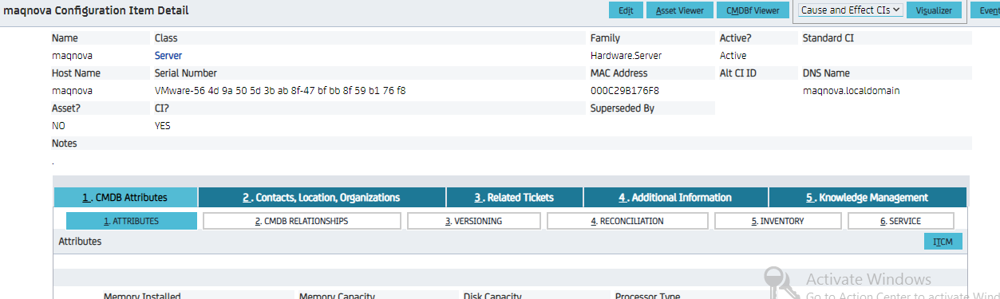 maqnova Configuration Item Detail Edit Asset Viewer CMDBf Viewer Cause and Effect CIs Visualizer Event
Name Class Family Active? Standard CI
maqnova Server Hardware.Server Active
Host Name Serial Number MAC Address Alt CI ID DNS Name
maqnova VMware-56 4d 9a 50 5d 3b ab 8f-47 bf bb 8f 59 b1 76 f8 000C29B176F8 maqnova.localdomain
Asset? CI? Superseded By
NO YES
Notes
.
1. CMDB Attributes 2. Contacts, Location, Organizations 3. Related Tickets 4. Additional Information 5. Knowledge Management
1. ATTRIBUTES 2. CMDB RELATIONSHIPS 3. VERSIONING 4. RECONCILIATION 5. INVENTORY 6. SERVICE
Attributes ITCM
Activate Windows
Memory Installed Memory Capacity Disk Capacity Processor Type Go to Action Center to activate Wind